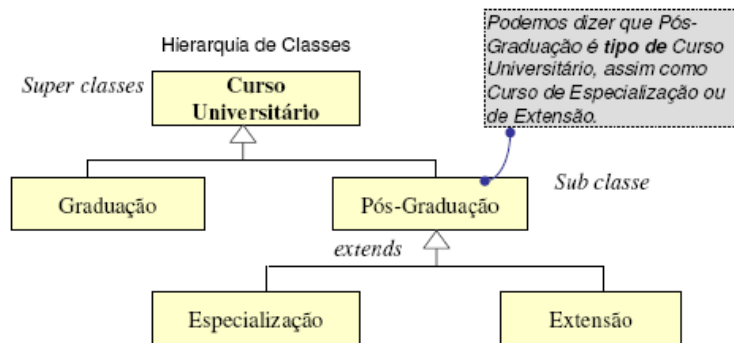 Hierarquia de Classes
Podemos dizer que Pós-
Graduação é tipo de Curso
Universitário, assim como
Curso de Especialização ou
de Extensão.
Super classes
Curso
Universitário
Graduação
Pós-Graduação
Sub classe
extends
Especialização
Extensão